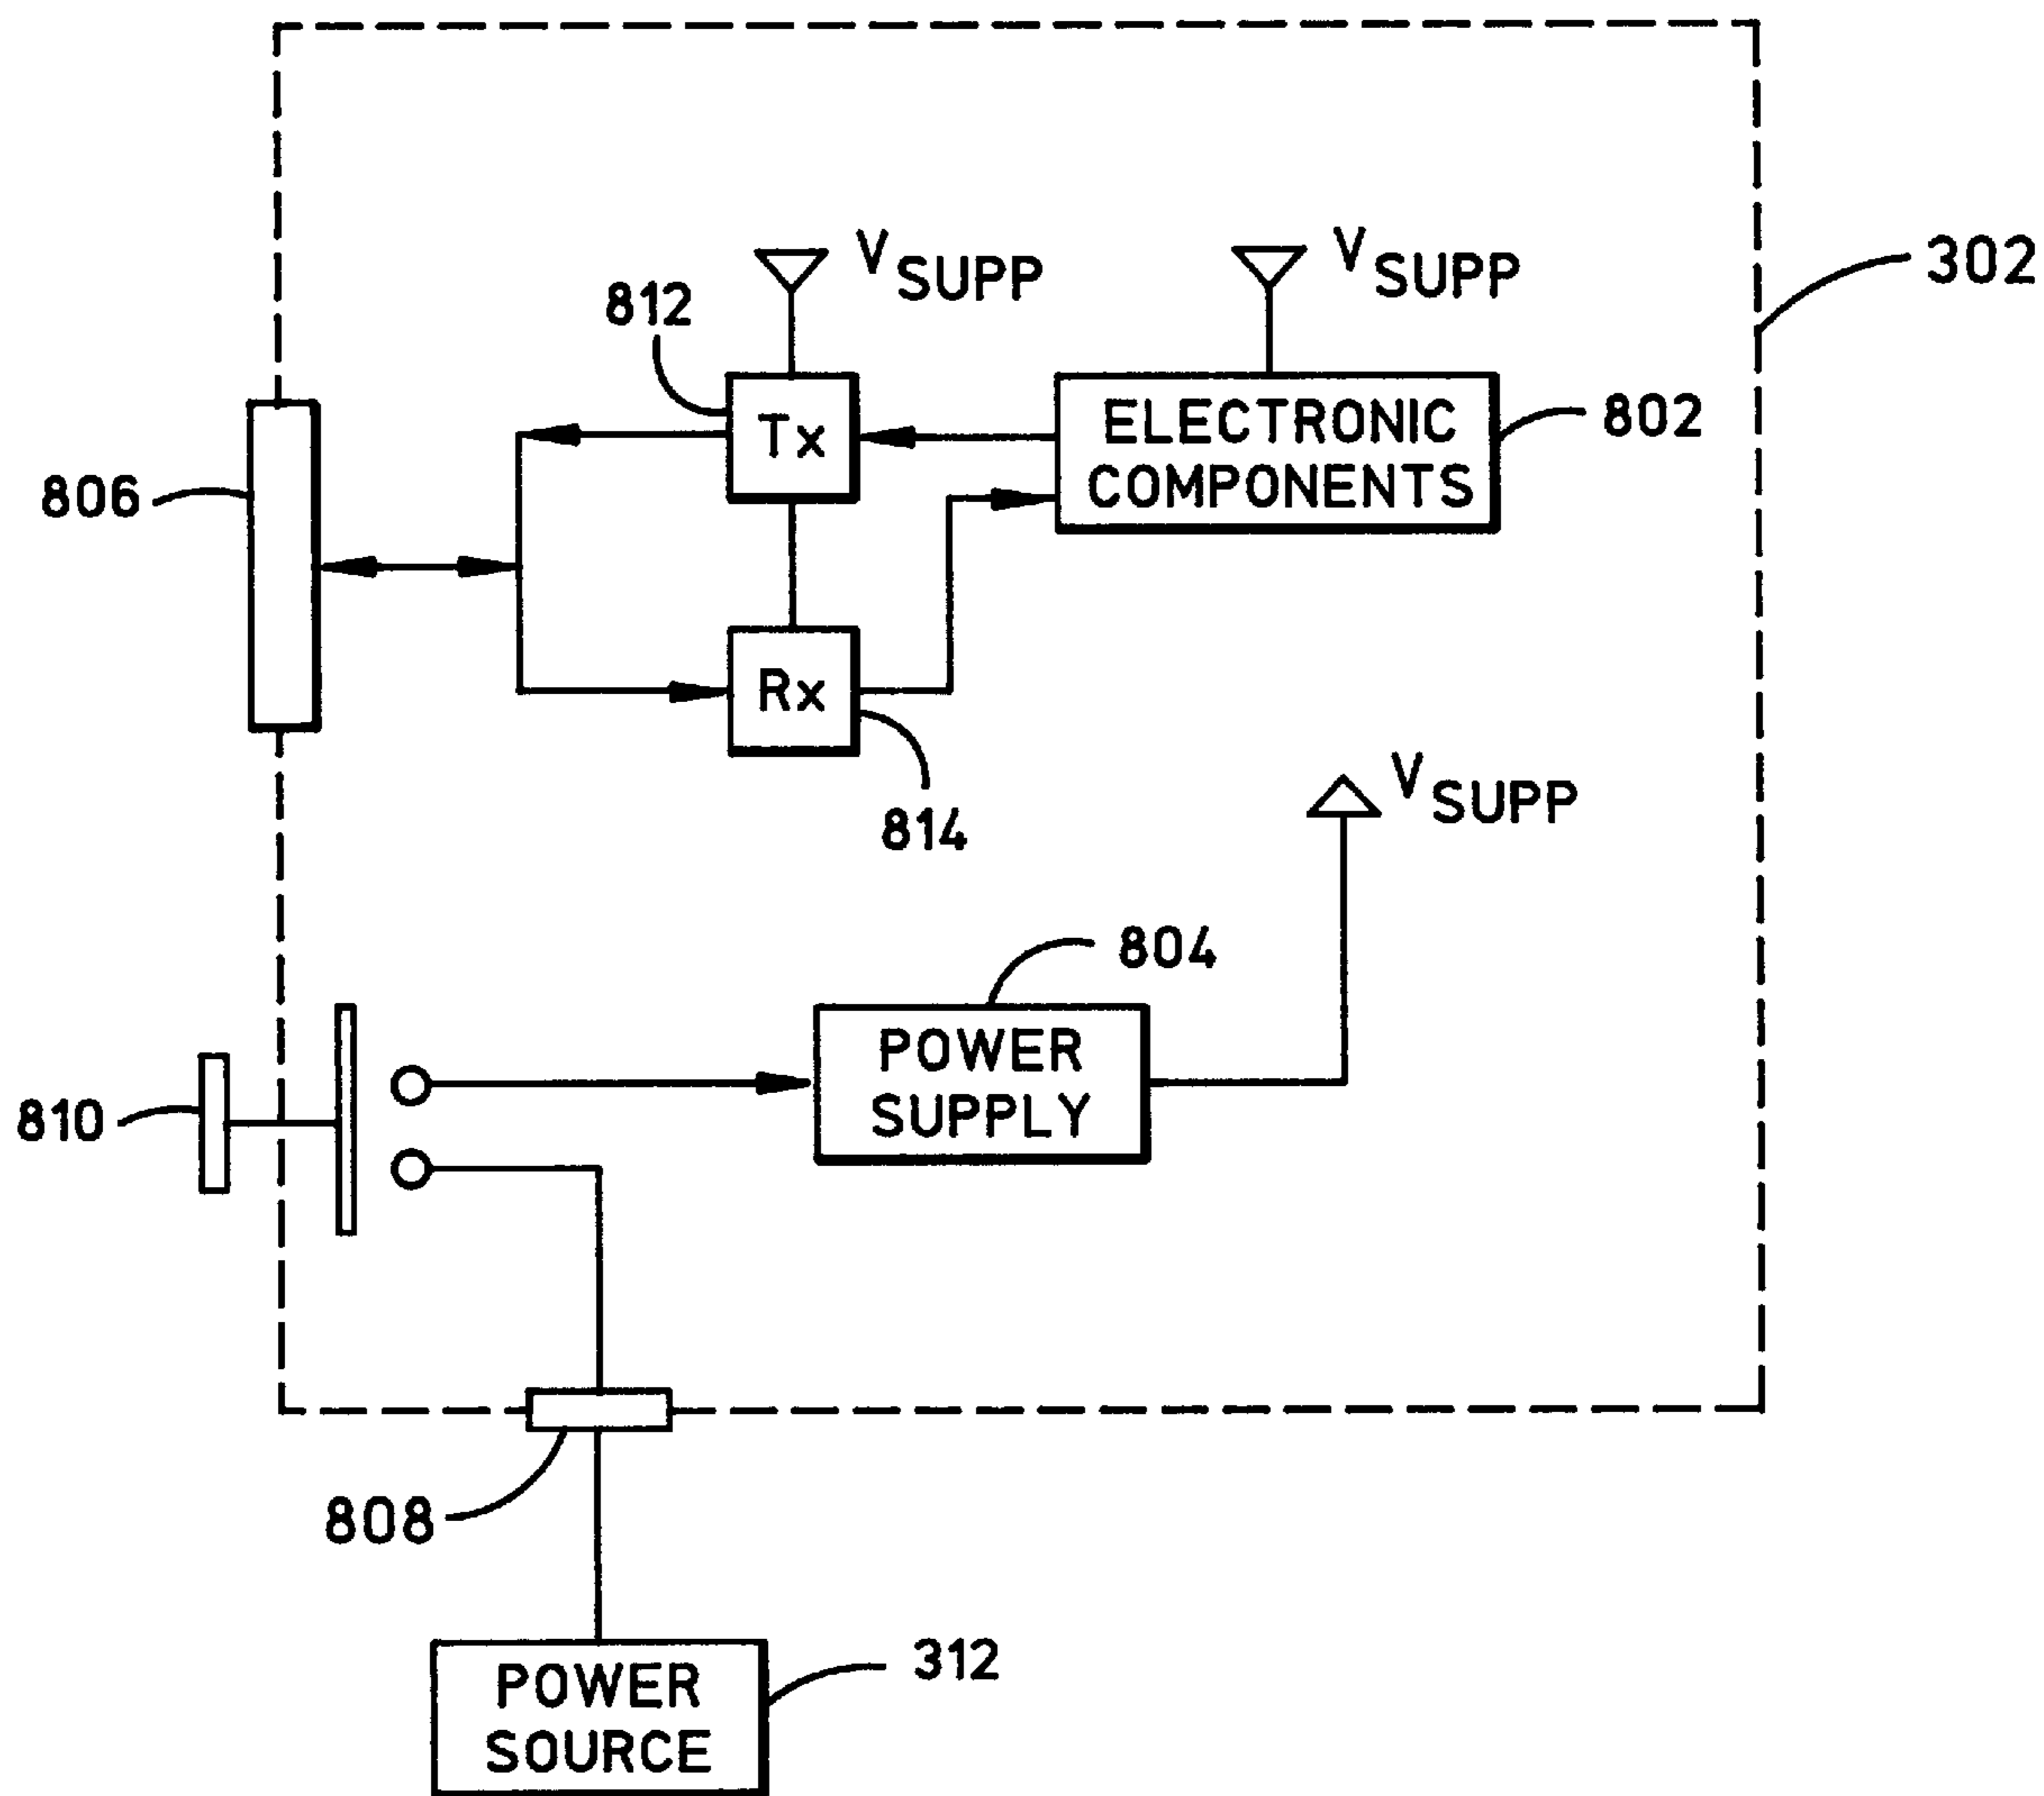 V SUPP
V SUPP
302
812
Tx
ELECTRONIC
COMPONENTS
802
806
Rx
814
V SUPP
804
POWER
SUPPLY
810
808
312
POWER
SOURCE